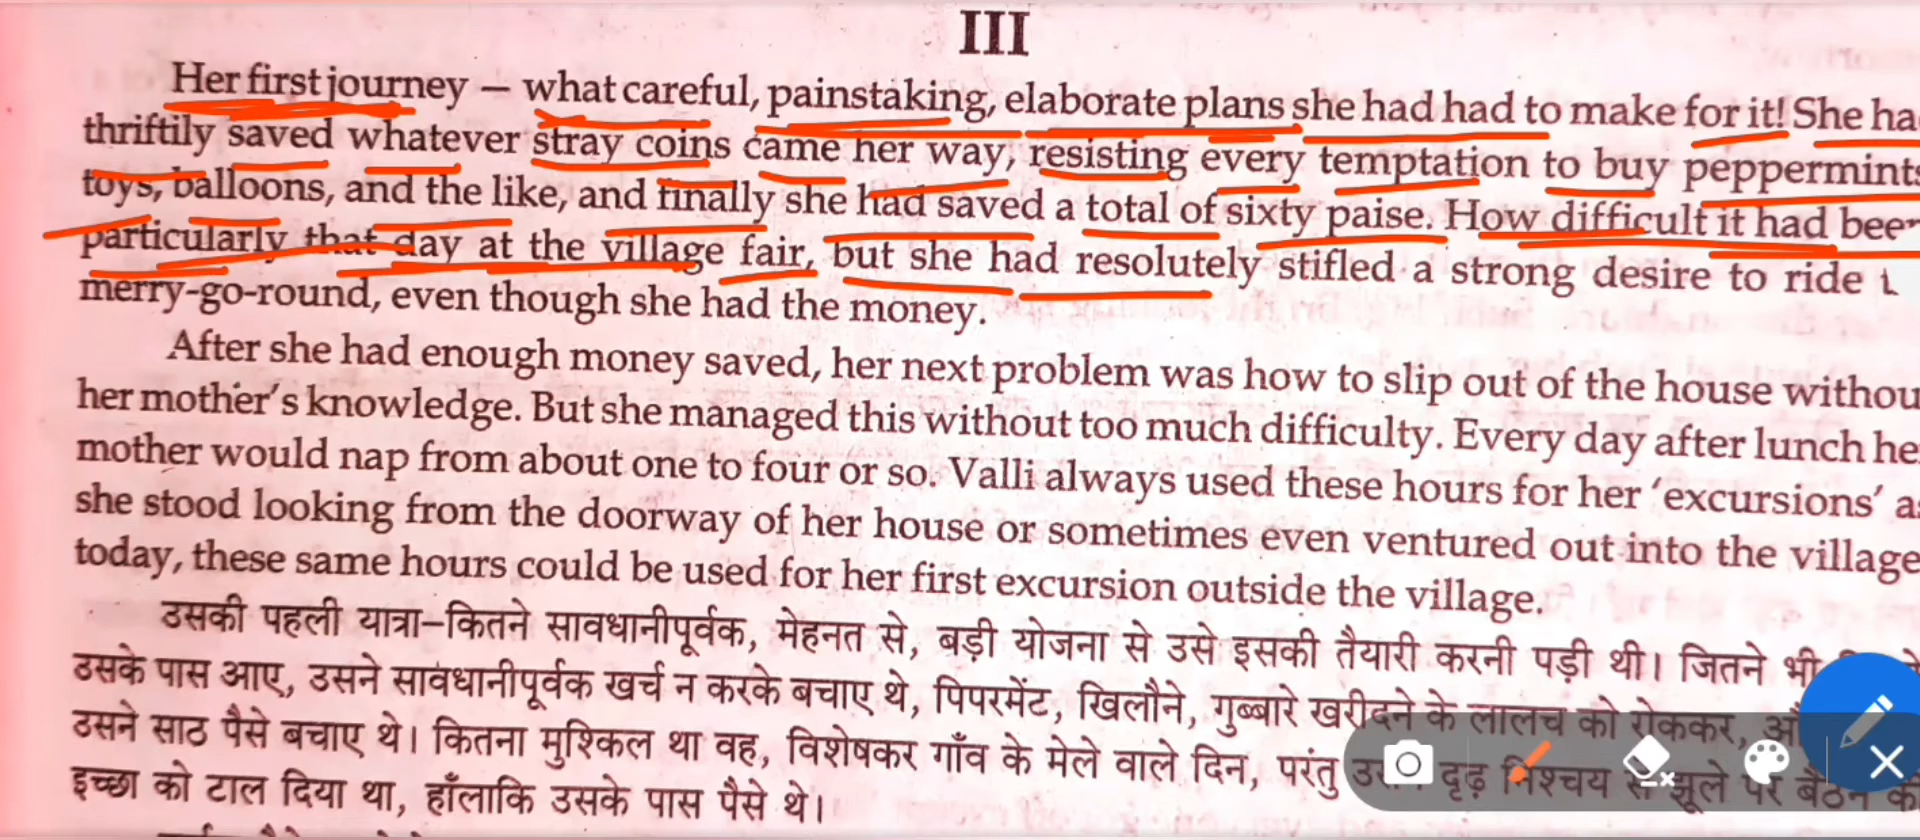 III
Her first journey — what careful, painstaking, elaborate plans she had had to make for it! She ha
thriftily saved whatever stray coins came her way, resisting every temptation to buy peppermints
toys, balloons, and the like, and finally she had saved a total of sixty paise. How difficult it had been
particularly that day at the village fair, but she had resolutely stifled a strong desire to ride
merry-go-round, even though she had the money.
After she had enough money saved, her next problem was how to slip out of the house withou
her mother's knowledge. But she managed this without too much difficulty. Every day after lunch he
mother would nap from about one to four or so. Valli always used these hours for her 'excursions' as
she stood looking from the doorway of her house or sometimes even ventured out into the village
today, these same hours could be used for her first excursion outside the village.
उसकी पहली यात्रा—कितने सावधानीपूर्वक, मेहनत से, बड़ी योजना से उसे इसकी तैयारी करनी पड़ी थी। जितने भी
उसके पास आए, उसने सावधानीपूर्वक खर्च न करके बचाए थे, पिपरमेंट, खिलौने, गुब्बारे खरीदने के लालच को रोककर,
उसने साठ पैसे बचाए थे। कितना मुश्किल था वह, विशेषकर गाँव के मेले वाले दिन, परंतु दृढ़ निश्चय से झूले पर बैठने की
इच्छा को टाल दिया था, हाँलाकि उसके पास पैसे थे।